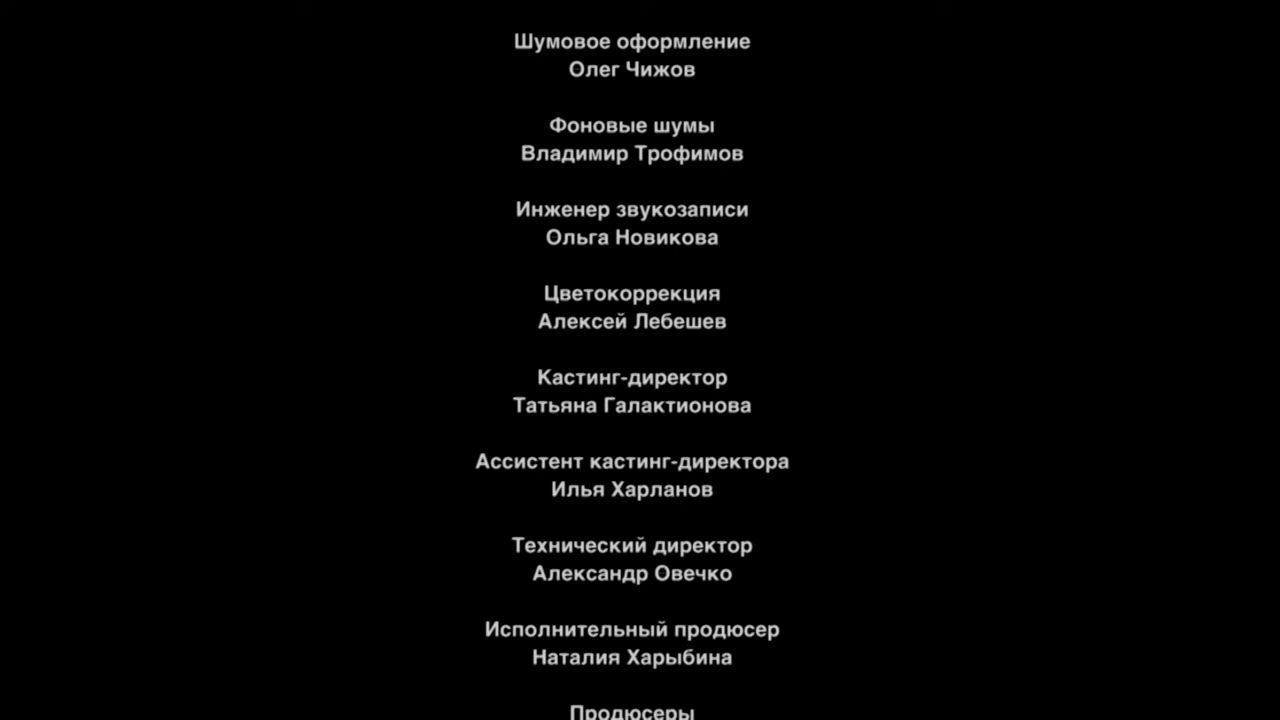 Шумовое оформление
Олег Чижов
Фоновые шумы
Владимир Трофимов
Инженер звукозаписи
Ольга Новикова
Цветокоррекция
Алексей Лебешев
Кастинг-директор
Татьяна Галактионова
Ассистент кастинг-директора
Илья Харланов
Технический директор
Александр Овечко
Исполнительный продюсер
Наталия Харыбина
Продюсеры